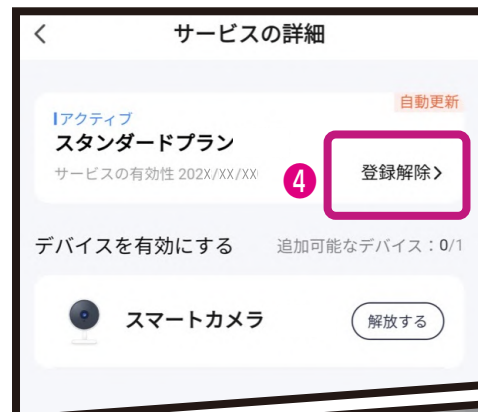 サービスの詳細
自動更新
アクティブ
スタンダードプラン
サービスの有効性 202X/XX/XX
4
登録解除
デバイスを有効にする 追加可能なデバイス：0/1
スマートカメラ
解放する